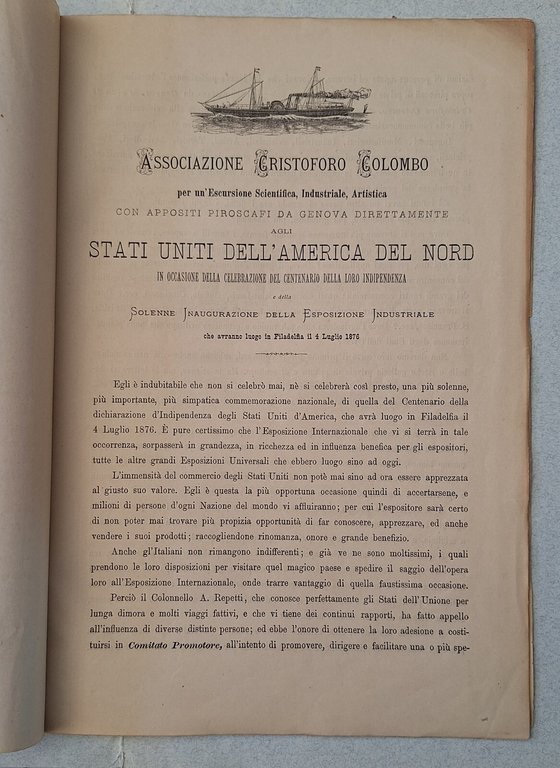 ASSOCIAZIONE CRISTOFORO COLOMBO
per un'Escursione Scientifica, Industriale, Artistica
CON APPOSITI PIROSCAFI DA GENOVA DIRETTAMENTE
AGLI
STATI UNITI DELL'AMERICA DEL NORD
IN OCCASIONE DELLA CELEBRAZIONE DEL CENTENARIO DELLA LORO INDIPENDENZA
e della
SOLENNE INAUGURAZIONE DELLA ESPOSIZIONE INDUSTRIALE
che avranno luogo in Filadelfia il 4 Luglio 1876
Egli è indubitabile che non si celebrò mai, nè si celebrerà così presto, una più solenne,
più importante, più simpatica commemorazione nazionale, di quella del Centenario della
dichiarazione d'Indipendenza degli Stati Uniti d'America, che avrà luogo in Filadelfia il
4 Luglio 1876. È pure certissimo che l'Esposizione Internazionale che vi si terrà in tale
occorrenza, sorpasserà in grandezza, in ricchezza ed in influenza benefica per gli espositori,
tutte le altre grandi Esposizioni Universali che ebbero luogo sino ad oggi.
L'immensità del commercio degli Stati Uniti non potè mai sino ad ora essere apprezzata
al giusto suo valore. Egli è questa la più opportuna occasione quindi di accertarsene, e
milioni di persone d'ogni Nazione del mondo vi affluiranno; per cui l'espositore sarà certo
di non poter mai trovare più propizia opportunità di far conoscere, apprezzare, ed anche
vendere i suoi prodotti; raccogliendone rinomanza, onore e grande benefizio.
Anche gl'Italiani non rimangono indifferenti; e già ve ne sono moltissimi, i quali
prendono le loro disposizioni per visitare quel magico paese e spedire il saggio dell'opera
loro all'Esposizione Internazionale, onde trarre vantaggio di quella faustissima occasione.
Perciò il Colonnello A. Repetti, che conosce perfettamente gli Stati dell'Unione per
lunga dimora e molti viaggi fattivi, e che vi tiene dei continui rapporti, ha fatto appello
all'influenza di diverse distinte persone; ed ebbe l'onore di ottenere la loro adesione a costi-
tuirsi in Comitato Promotore, all'intento di promovere, dirigere e facilitare una o più spe-